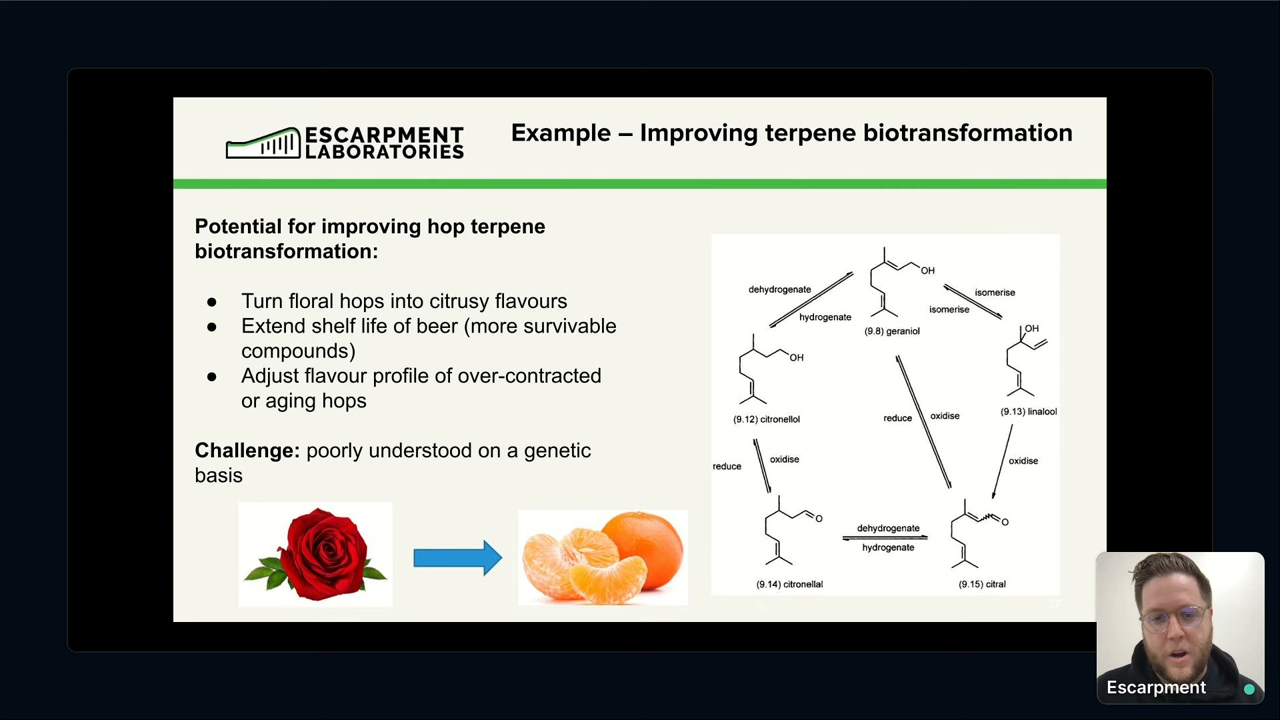 ESCARPMENT
LABORATORIES
Example – Improving terpene biotransformation
Potential for improving hop terpene
biotransformation:
● Turn floral hops into citrusy flavours
● Extend shelf life of beer (more survivable
compounds)
● Adjust flavour profile of over-contracted
or aging hops
Challenge: poorly understood on a genetic
basis
OH
dehydrogenate
hydrogenate
isomerise
isomerise
(9.8) geraniol
OH
OH
(9.12) citronellol
(9.13) linalool
reduce
oxidise
reduce
oxidise
oxidise
O
O
dehydrogenate
hydrogenate
(9.14) citronellal
(9.15) citral
Escarpment